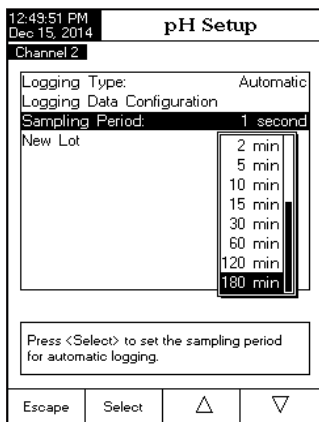 12:49:51 PM
Dec 15, 2014
pH Setup
Channel 2
Logging Type: Automatic
Logging Data Configuration
Sampling Period: 1 second
New Lot
2 min
5 min
10 min
15 min
30 min
60 min
120 min
180 min
Press <Select> to set the sampling period
for automatic logging.
Escape Select